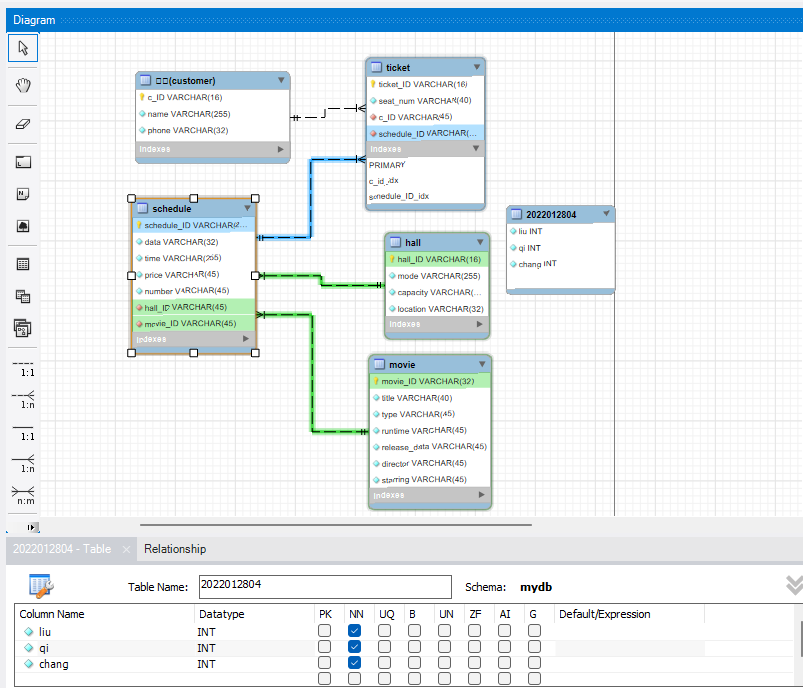 Diagram
(customer)
c_ID VARCHAR(16)
name VARCHAR(255)
phone VARCHAR(32)
Indexes
ticket
ticket_ID VARCHAR(16)
seat_num VARCHAR(40)
c_ID VARCHAR(45)
schedule_ID VARCHAR(...
Indexes
PRIMARY
c_id_idx
schedule_ID_idx
schedule
schedule_ID VARCHAR(2...
data VARCHAR(32)
time VARCHAR(255)
price VARCHAR(45)
number VARCHAR(45)
hall_ID VARCHAR(45)
movie_ID VARCHAR(45)
Indexes
hall
hall_ID VARCHAR(16)
mode VARCHAR(255)
capacity VARCHAR(...
location VARCHAR(32)
Indexes
2022012804
liu INT
qi INT
chang INT
movie
movie_ID VARCHAR(32)
title VARCHAR(40)
type VARCHAR(45)
runtime VARCHAR(45)
release_data VARCHAR(45)
director VARCHAR(45)
starring VARCHAR(45)
Indexes
1:1
1:n
1:1
1:n
n:m
2022012804 - Table × Relationship
Table Name: 2022012804 Schema: mydb
Column Name Datatype PK NN UQ B UN ZF AI G Default/Expression
liu INT
qi INT
chang INT